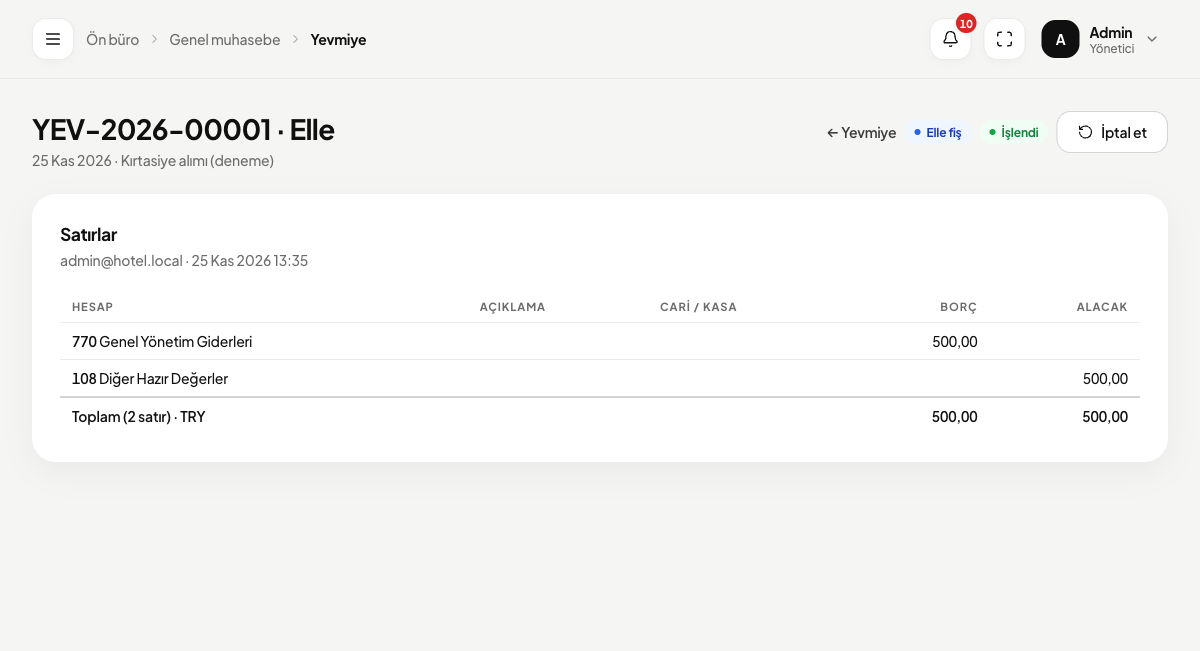 Ön büro > Genel muhasebe > Yevmiye
10
A
Admin
Yönetici
YEV-2026-00001 · Elle
25 Kas 2026 · Kırtasiye alımı (deneme)
← Yevmiye
Elle fiş
İşlendi
İptal et
Satırlar
admin@hotel.local · 25 Kas 2026 13:35
HESAP AÇIKLAMA CARİ / KASA BORÇ ALACAK
770 Genel Yönetim Giderleri 500,00
108 Diğer Hazır Değerler 500,00
Toplam (2 satır) · TRY 500,00 500,00